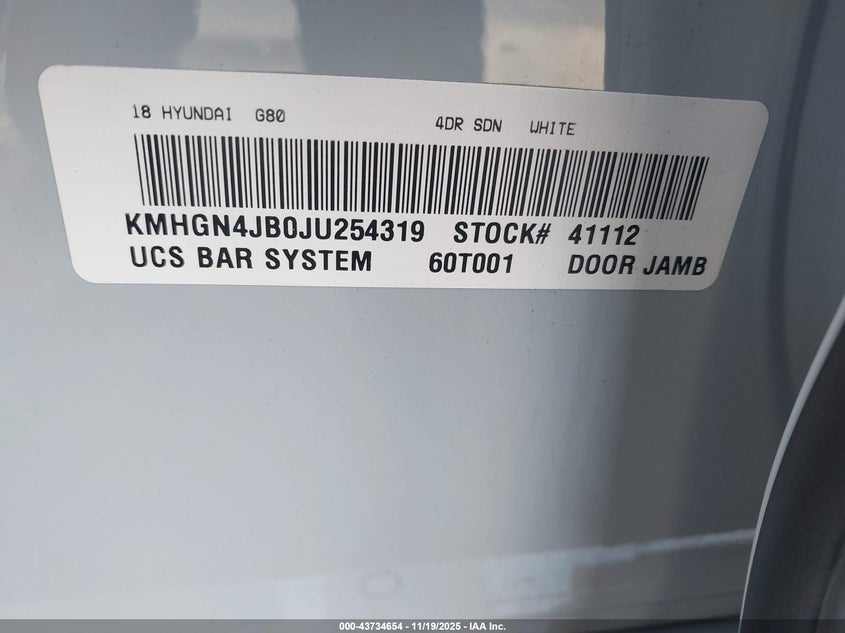 18 HYUNDAI G80 4DR SDN WHITE
KMHGN4JB0JU254319 STOCK# 41112
UCS BAR SYSTEM 60T001 DOOR JAMB
000-43734654 - 11/19/2025 - IAA Inc.